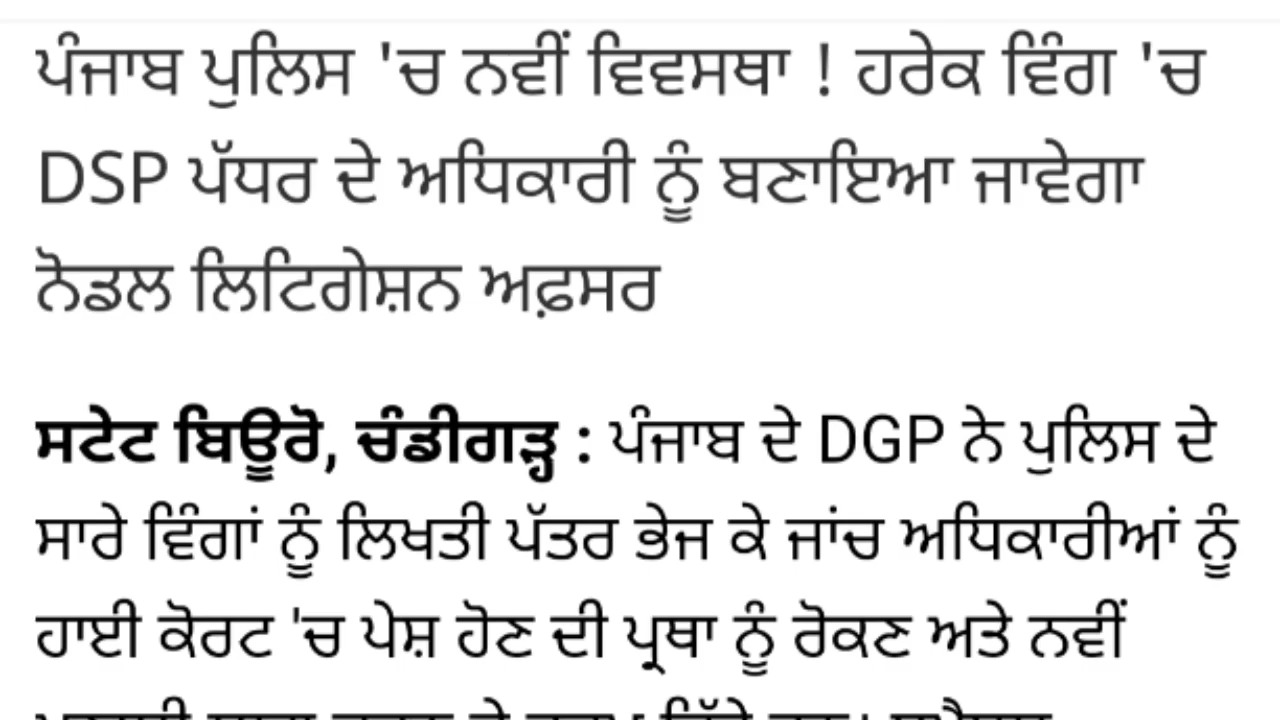 ਪੰਜਾਬ ਪੁਲਿਸ 'ਚ ਨਵੀਂ ਵਿਵਸਥਾ ! ਹਰੇਕ ਵਿੰਗ 'ਚ
DSP ਪੱਧਰ ਦੇ ਅਧਿਕਾਰੀ ਨੂੰ ਬਣਾਇਆ ਜਾਵੇਗਾ
ਨੋਡਲ ਲਿਟਿਗੇਸ਼ਨ ਅਫ਼ਸਰ
ਸਟੇਟ ਬਿਊਰੋ, ਚੰਡੀਗੜ੍ਹ : ਪੰਜਾਬ ਦੇ DGP ਨੇ ਪੁਲਿਸ ਦੇ
ਸਾਰੇ ਵਿੰਗਾਂ ਨੂੰ ਲਿਖਤੀ ਪੱਤਰ ਭੇਜ ਕੇ ਜਾਂਚ ਅਧਿਕਾਰੀਆਂ ਨੂੰ
ਹਾਈ ਕੋਰਟ 'ਚ ਪੇਸ਼ ਹੋਣ ਦੀ ਪ੍ਰਥਾ ਨੂੰ ਰੋਕਣ ਅਤੇ ਨਵੀਂ